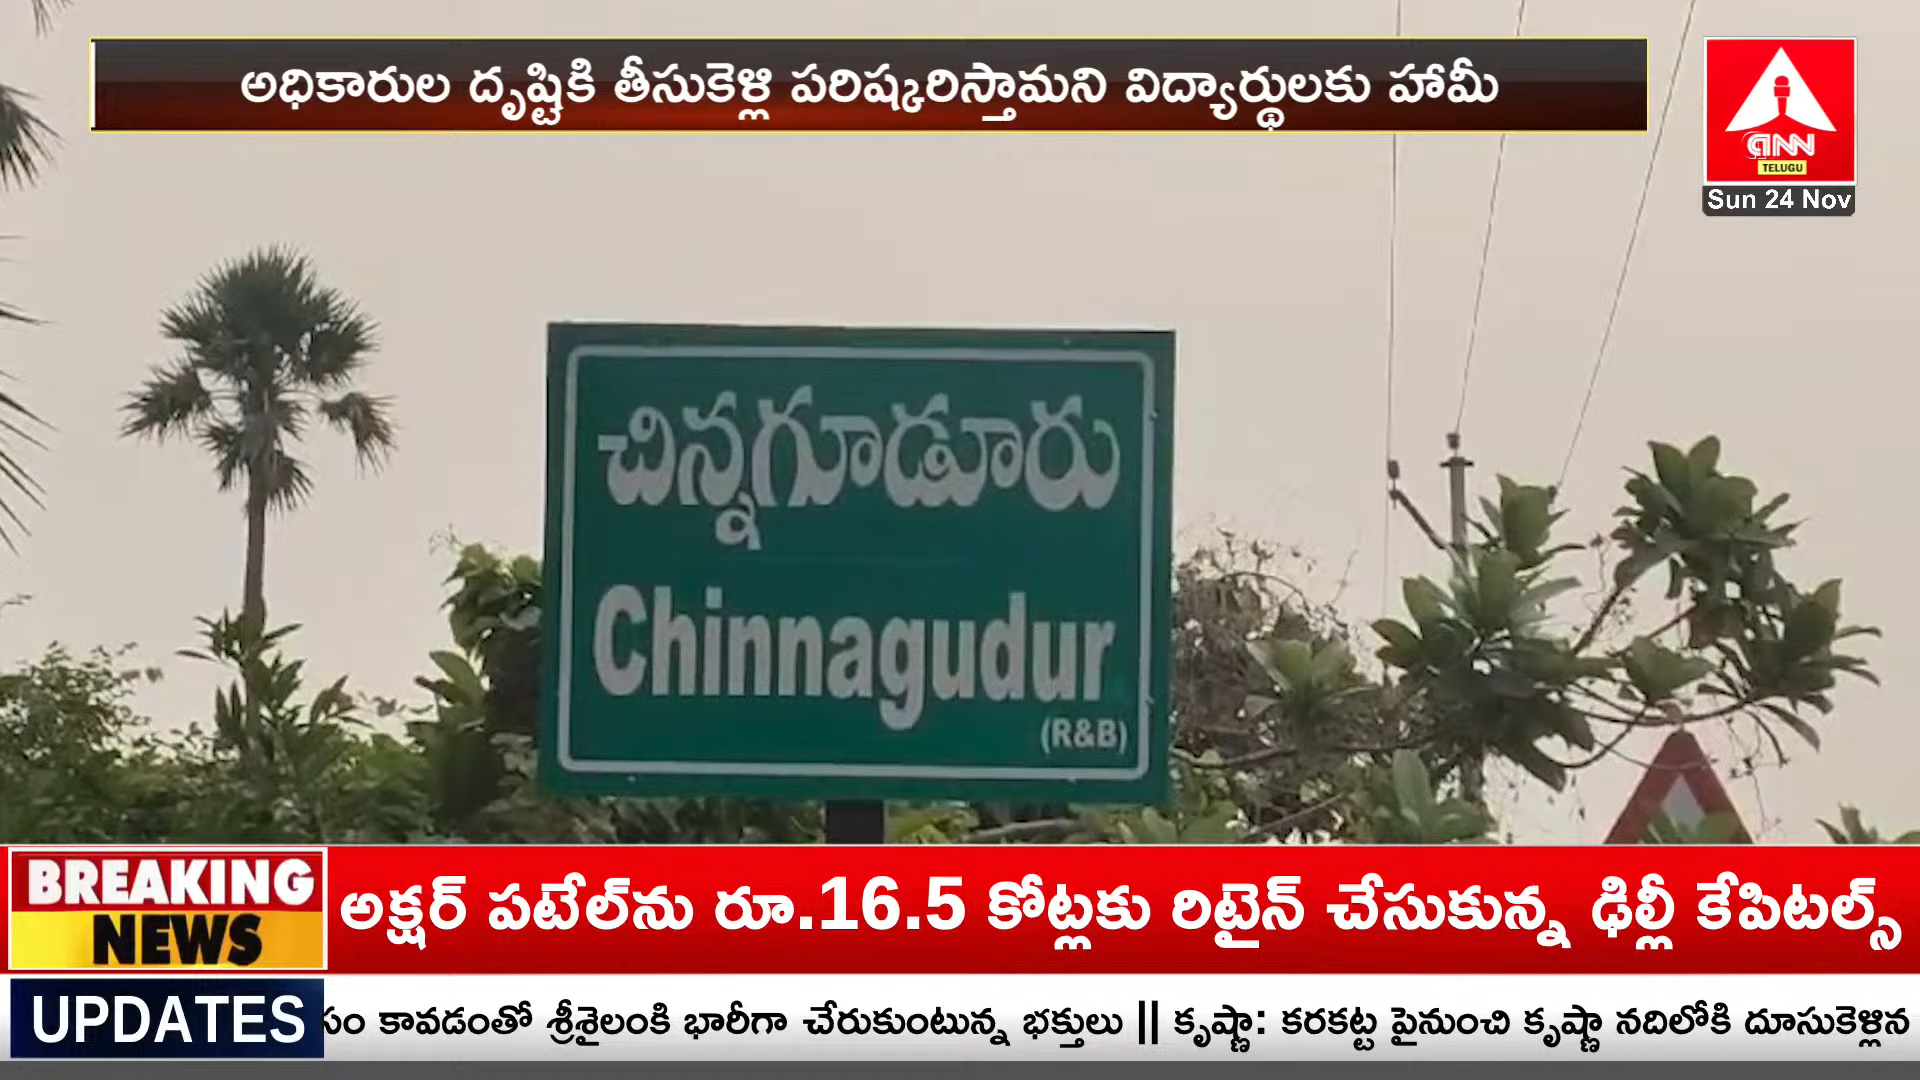 అధికారుల దృష్టికి తీసుకెళ్లి పరిష్కరిస్తామని విద్యార్థులకు హామీ
ANN
TELUGU
Sun 24 Nov
చిన్నగూడూరు
Chinnagudur
(R&B)
BREAKING
NEWS
అక్షర్ పటేల్‌ను రూ.16.5 కోట్లకు రిటైన్ చేసుకున్న ఢిల్లీ కేపిటల్స్
UPDATES
సం కావడంతో శ్రీశైలంకి భారీగా చేరుకుంటున్న భక్తులు || కృష్ణా: కరకట్ట పైనుంచి కృష్ణా నదిలోకి దూసుకెళ్లిన